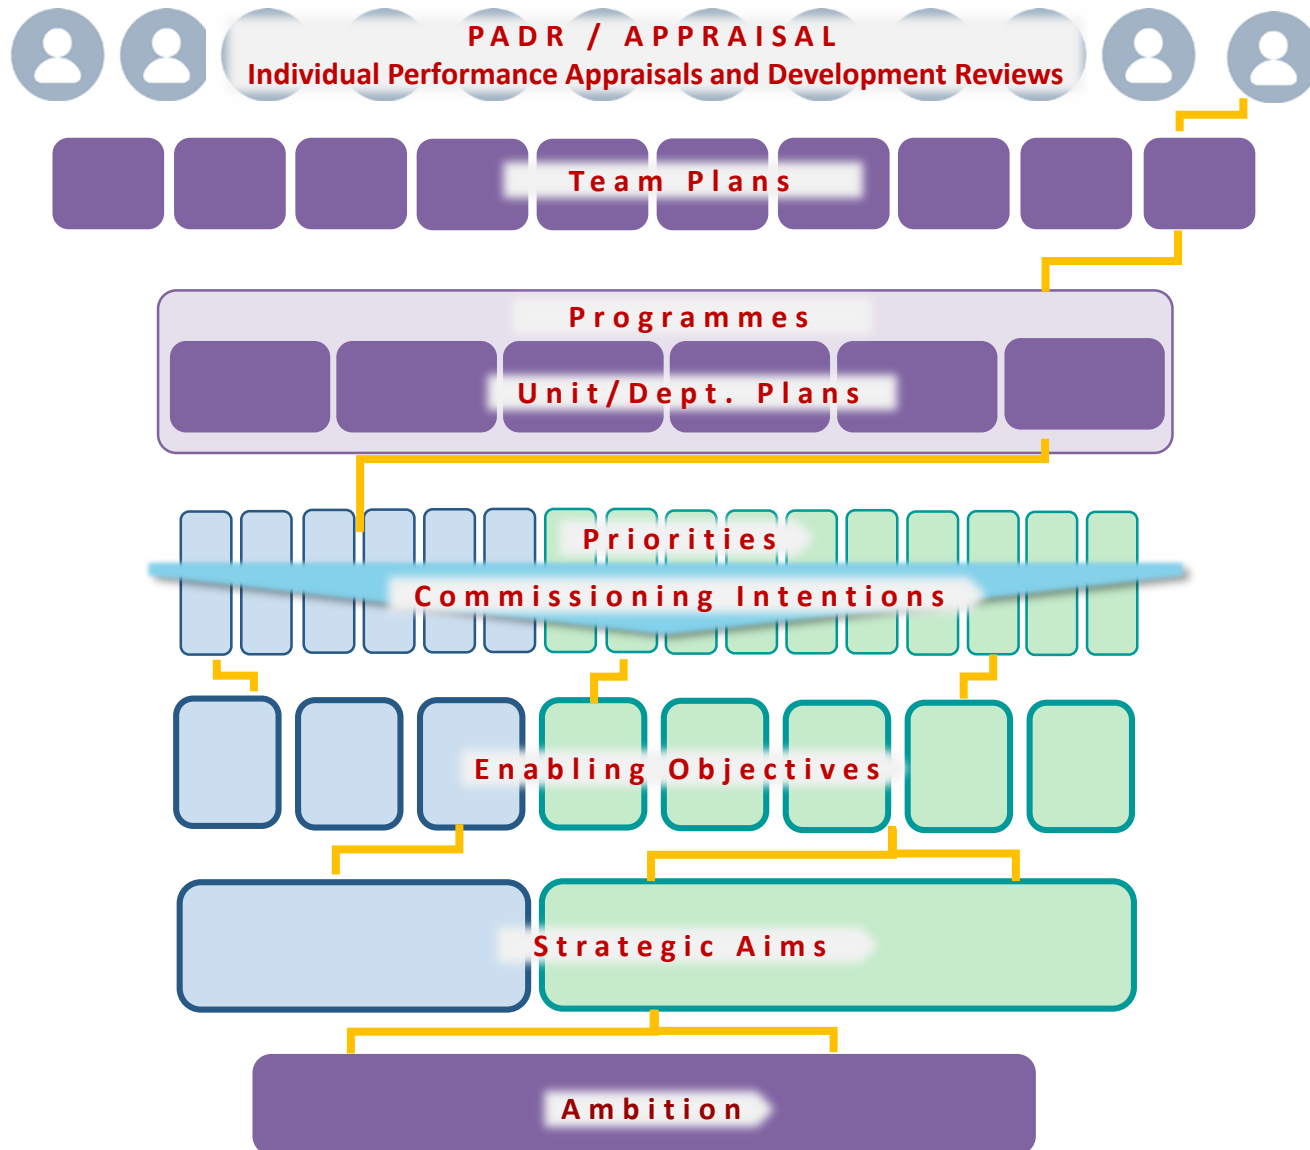 PADR / APPRAISAL
Individual Performance Appraisals and Development Reviews
Team Plans
Programmes
Unit/Dept. Plans
Priorities
Commissioning Intentions
Enabling Objectives
Strategic Aims
Ambition